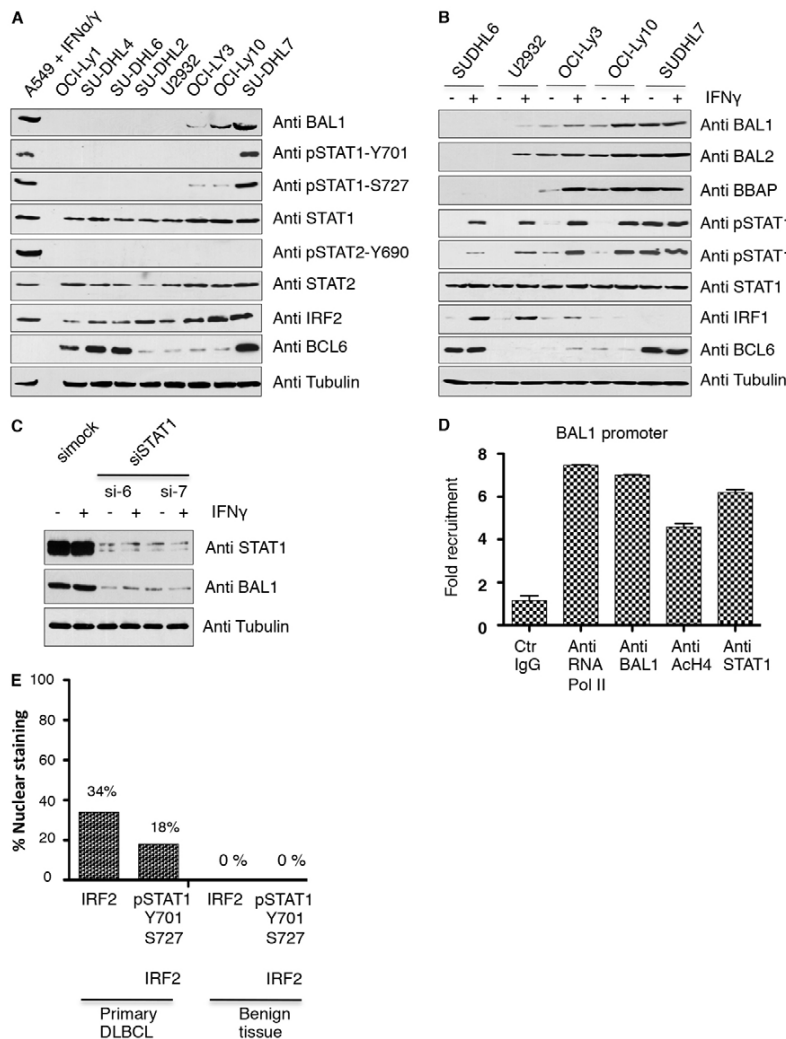 A
A549 + IFNα/γ
OCI-Ly1
SU-DHL4
SU-DHL6
SU-DHL2
U2932
OCI-LY3
OCI-Ly10
SU-DHL7
Anti BAL1
Anti pSTAT1-Y701
Anti pSTAT1-S727
Anti STAT1
Anti pSTAT2-Y690
Anti STAT2
Anti IRF2
Anti BCL6
Anti Tubulin
B
SUDHL6
U2932
OCI-Ly3
OCI-Ly10
SUDHL7
- + - + - + - + - + IFNγ
Anti BAL1
Anti BAL2
Anti BBAP
Anti pSTAT1
Anti pSTAT1
Anti STAT1
Anti IRF1
Anti BCL6
Anti Tubulin
C
simock
siSTAT1
si-6 si-7
- + - + - + IFNγ
Anti STAT1
Anti BAL1
Anti Tubulin
D
BAL1 promoter
Fold recruitment
8
6
4
2
0
Ctr IgG
Anti RNA Pol II
Anti BAL1
Anti AcH4
Anti STAT1
E
% Nuclear staining
100
80
60
40
20
0
34%
18%
0 %
0 %
IRF2 pSTAT1 IRF2 pSTAT1
Y701 Y701
S727 S727
IRF2 IRF2
Primary Benign
DLBCL tissue